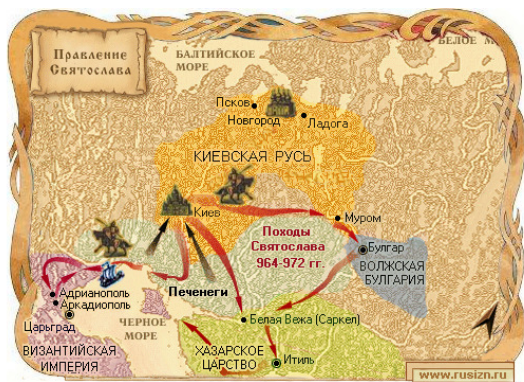 Правление
Святослава
БАЛТИЙСКОЕ
МОРЕ
БЕЛОЕ М
Псков
Новгород
Ладога
КИЕВСКАЯ РУСЬ
Киев
Муром
Походы
Святослава
964-972 гг.
Булгар
ВОЛЖСКАЯ
БУЛГАРИЯ
Печенеги
Адрианополь
Аркадиополь
Царьград
ЧЕРНОЕ
МОРЕ
Белая Вежа (Саркел)
ВИЗАНТИЙСКАЯ
ИМПЕРИЯ
ХАЗАРСКОЕ
ЦАРСТВО
Итиль
www.rusizn.ru